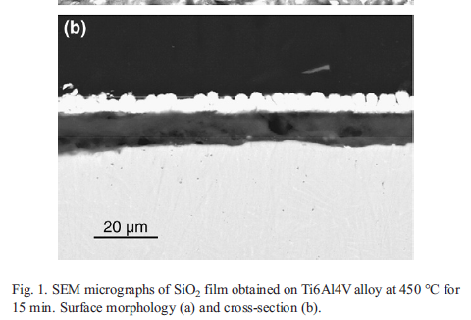 (b)
20 µm
Fig. 1. SEM micrographs of SiO₂ film obtained on Ti6Al4V alloy at 450 °C for
15 min. Surface morphology (a) and cross-section (b).